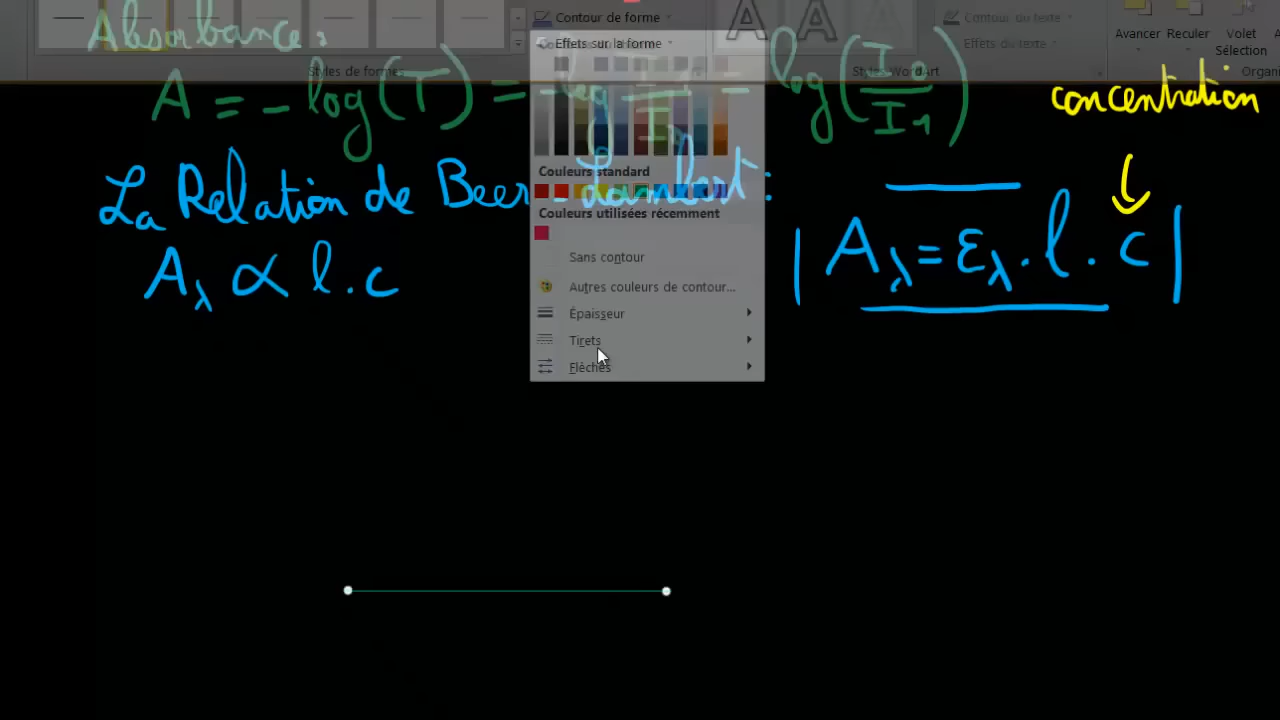 Contour de forme
Contour du texte
Absorbance :
Effets sur la forme
Effets du texte
Avancer Reculer Volet
Sélection
Styles de formes
Styles WordArt
Organi
A = - log(T) = - log I1/I0 = log(I0/I1)
concentration
Couleurs standard
La Relation de Beer - Lambert :
Couleurs utilisées récemment
Aλ = ελ . l . c
Aλ ∝ l . c
Sans contour
Autres couleurs de contour...
Épaisseur
Tirets
Flèches